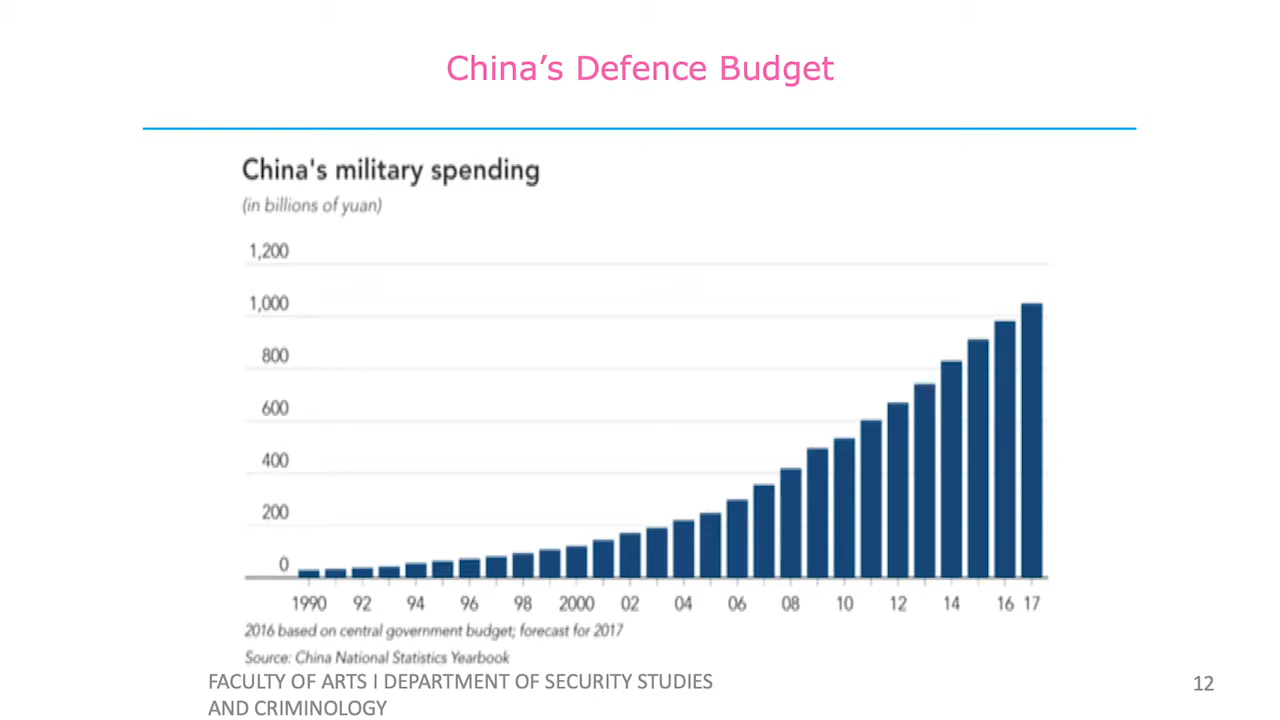 China’s Defence Budget
China's military spending
(in billions of yuan)
1,200
1,000
800
600
400
200
0
1990 92 94 96 98 2000 02 04 06 08 10 12 14 16 17
2016 based on central government budget; forecast for 2017
Source: China National Statistics Yearbook
FACULTY OF ARTS I DEPARTMENT OF SECURITY STUDIES
AND CRIMINOLOGY
12